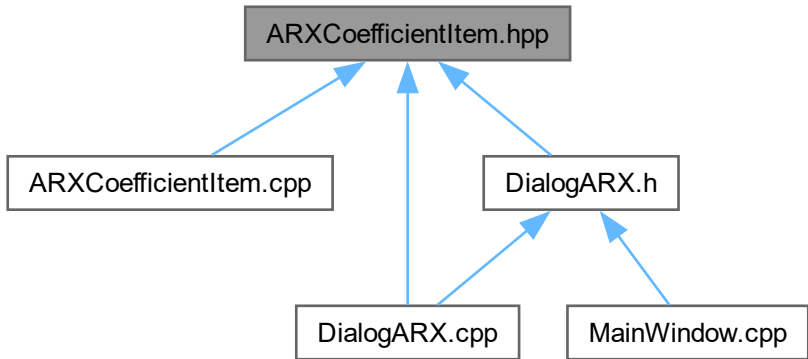 ARXCoefficientItem.hpp
ARXCoefficientItem.cpp
DialogARX.h
DialogARX.cpp
MainWindow.cpp